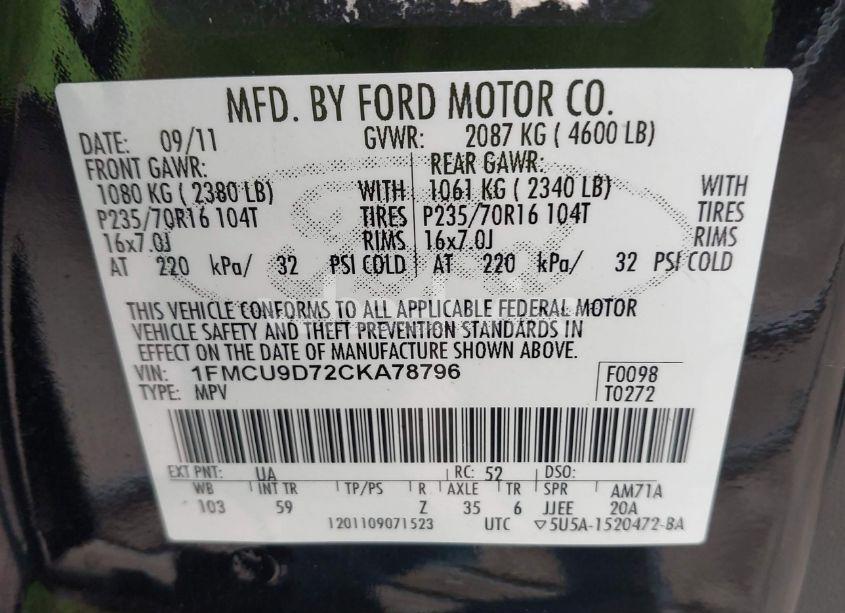 MFD. BY FORD MOTOR CO.
DATE: 09/11 GVWR: 2087 KG ( 4600 LB)
FRONT GAWR: REAR GAWR:
1080 KG ( 2380 LB) WITH 1061 KG ( 2340 LB) WITH
P235/70R16 104T TIRES P235/70R16 104T TIRES
16x7.0J RIMS 16x7.0J RIMS
AT 220 kPa/ 32 PSI COLD AT 220 kPa/ 32 PSI COLD
THIS VEHICLE CONFORMS TO ALL APPLICABLE FEDERAL MOTOR
VEHICLE SAFETY AND THEFT PREVENTION STANDARDS IN
EFFECT ON THE DATE OF MANUFACTURE SHOWN ABOVE.
VIN: 1FMCU9D72CKA78796 F0098
TYPE: MPV T0272
EXT PNT: UA RC: 52 DSO:
WB INT TR TP/PS R AXLE TR SPR AM71A
103 59 Z 35 6 JJEE 20A
1201109071523 UTC ▽5U5A-1520472-BA